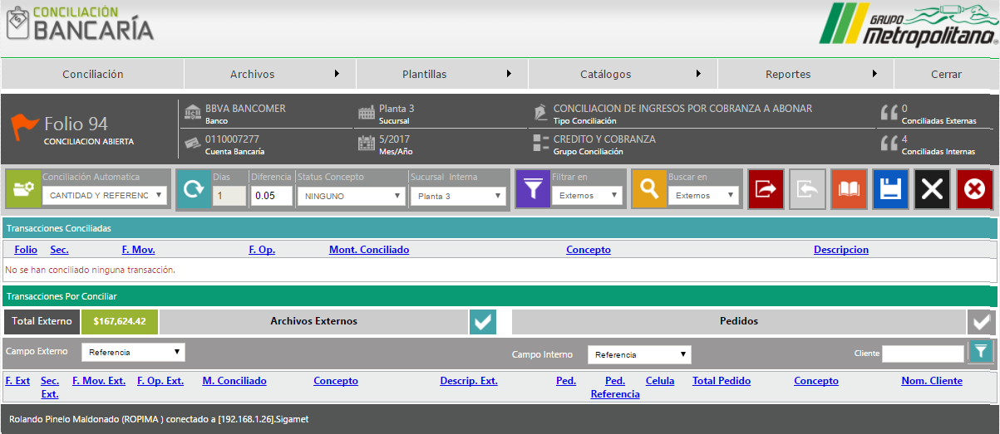 CONCILIACIÓN
BANCARÍA
GRUPO
Metropolitano
Conciliación Archivos Plantillas Catálogos Reportes Cerrar
Folio 94
CONCILIACION ABIERTA
BBVA BANCOMER
Banco
0110007277
Cuenta Bancaría
Planta 3
Sucursal
5/2017
Mes/Año
CONCILIACION DE INGRESOS POR COBRANZA A ABONAR
Tipo Conciliación
CREDITO Y COBRANZA
Grupo Conciliación
0
Conciliadas Externas
4
Conciliadas Internas
Conciliación Automatica Dias Diferencia Status Concepto Sucursal Interna Filtrar en Buscar en
CANTIDAD Y REFERENC 1 0.05 NINGUNO Planta 3 Externos Externos
Transacciones Conciliadas
Folio Sec. F. Mov. F. Op. Mont. Conciliado Concepto Descripcion
No se han conciliado ninguna transacción.
Transacciones Por Conciliar
Total Externo $167,624.42 Archivos Externos Pedidos
Campo Externo Referencia Campo Interno Referencia Cliente
F. Ext Sec. Ext. F. Mov. Ext. F. Op. Ext. M. Conciliado Concepto Descrip. Ext. Ped. Ped. Referencia Celula Total Pedido Concepto Nom. Cliente
Rolando Pinelo Maldonado (ROPIMA ) conectado a [192.168.1.26].Sigamet